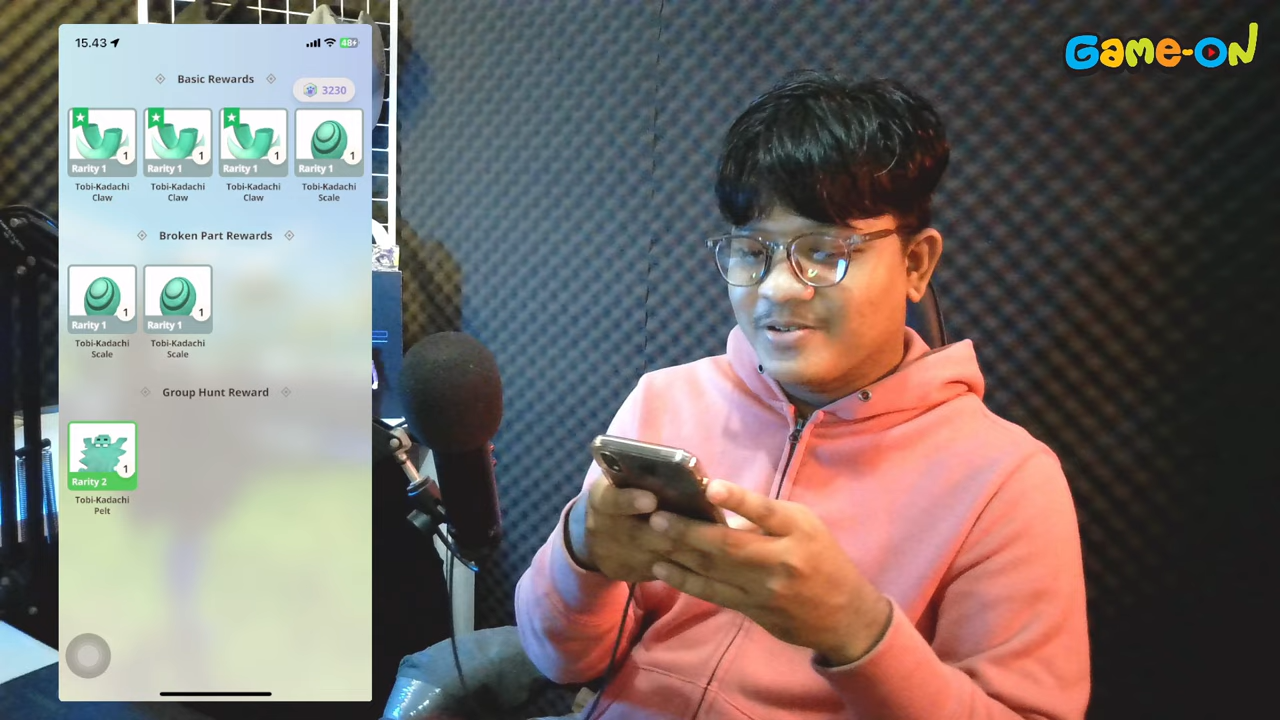 15.43
48+
Basic Rewards
3230
1 1 1 1
Rarity 1 Rarity 1 Rarity 1 Rarity 1
Tobi-Kadachi Claw
Tobi-Kadachi Claw
Tobi-Kadachi Claw
Tobi-Kadachi Scale
Broken Part Rewards
1 1
Rarity 1 Rarity 1
Tobi-Kadachi Scale
Tobi-Kadachi Scale
Group Hunt Reward
1
Rarity 2
Tobi-Kadachi
Pelt
GAME-ON